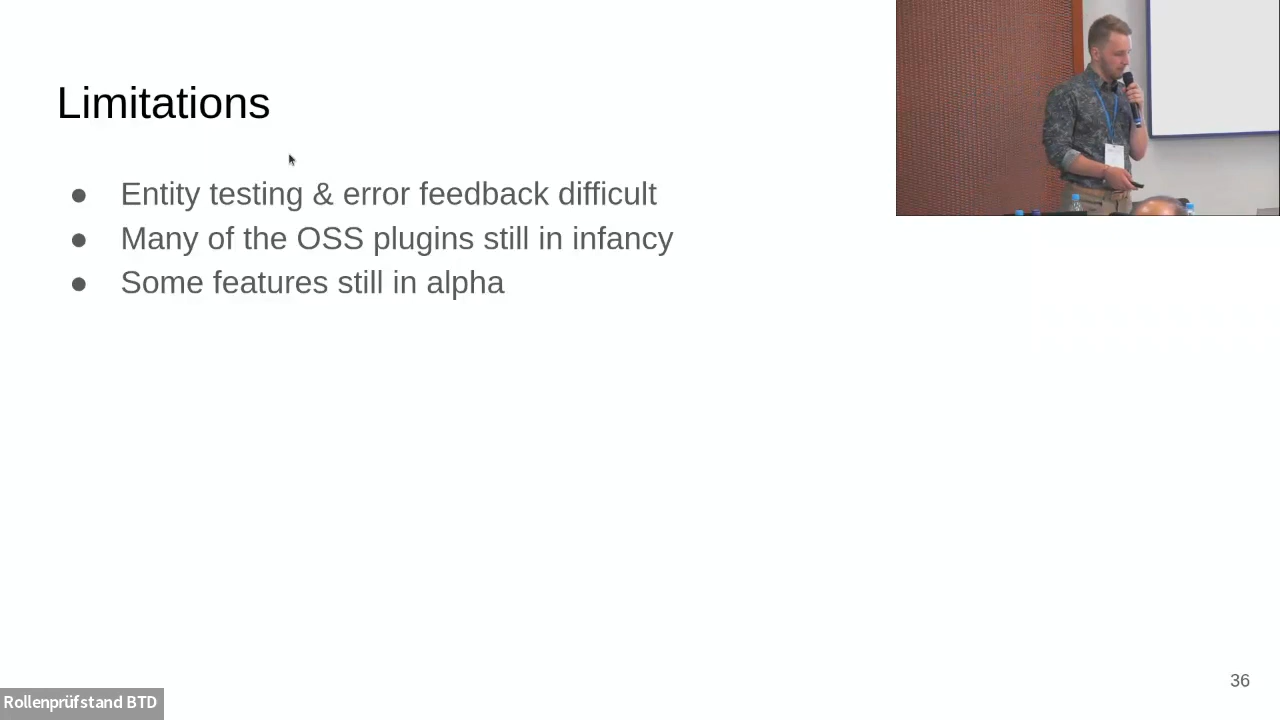 Limitations
● Entity testing & error feedback difficult
● Many of the OSS plugins still in infancy
● Some features still in alpha
36
Rollenprüfstand BTD